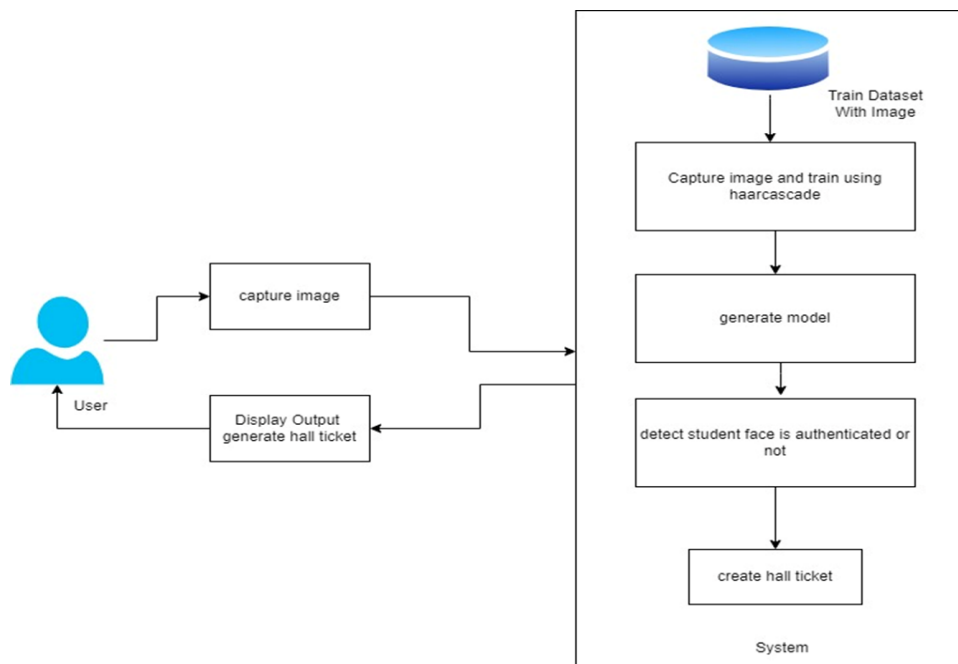 Train Dataset
With Image
Capture image and train using
haarcascade
capture image
generate model
User
Display Output
generate hall ticket
detect student face is authenticated or
not
create hall ticket
System